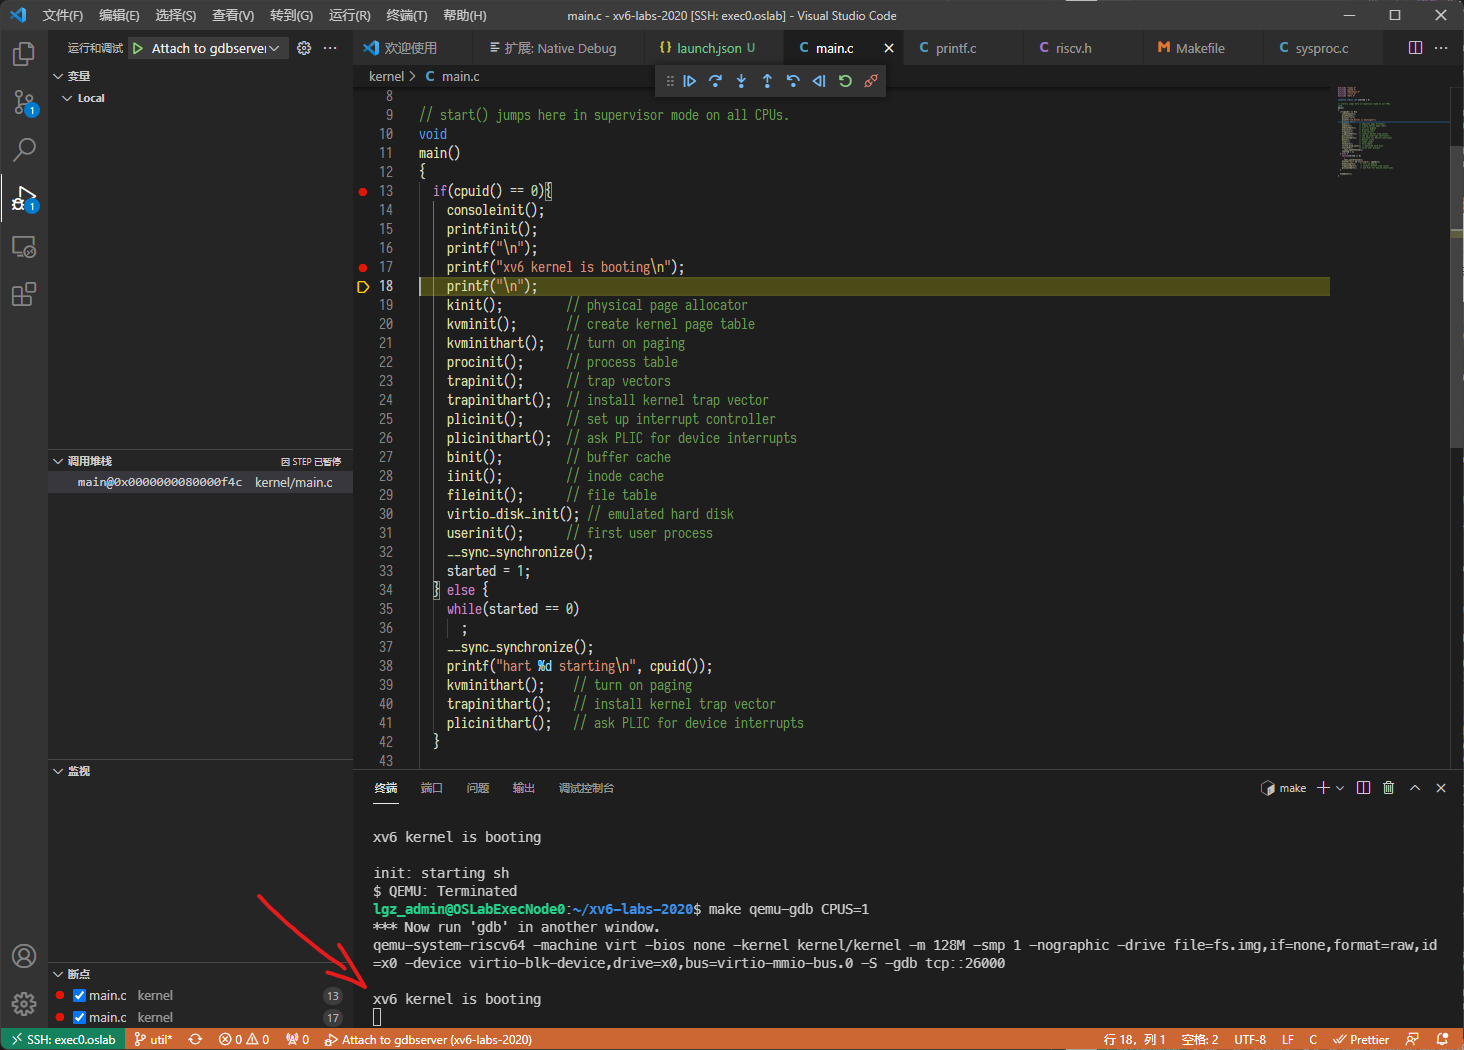 文件(F) 编辑(E) 选择(S) 查看(V) 转到(G) 运行(R) 终端(T) 帮助(H) main.c - xv6-labs-2020 [SSH: exec0.oslab] - Visual Studio Code
运行和调试 Attach to gdbserver
欢迎使用 扩展: Native Debug launch.json U main.c printf.c riscv.h Makefile sysproc.c
变量
Local
kernel > C main.c
8
9 // start() jumps here in supervisor mode on all CPUs.
10 void
11 main()
12 {
13 if(cpuid() == 0){
14 consoleinit();
15 printfinit();
16 printf("\n");
17 printf("xv6 kernel is booting\n");
18 printf("\n");
19 kinit(); // physical page allocator
20 kvminit(); // create kernel page table
21 kvminithart(); // turn on paging
22 procinit(); // process table
23 trapinit(); // trap vectors
24 trapinithart(); // install kernel trap vector
25 plicinit(); // set up interrupt controller
26 plicinithart(); // ask PLIC for device interrupts
27 binit(); // buffer cache
28 iinit(); // inode cache
29 fileinit(); // file table
30 virtio_disk_init(); // emulated hard disk
31 userinit(); // first user process
32 __sync_synchronize();
33 started = 1;
34 } else {
35 while(started == 0)
36 ;
37 __sync_synchronize();
38 printf("hart %d starting\n", cpuid());
39 kvminithart(); // turn on paging
40 trapinithart(); // install kernel trap vector
41 plicinithart(); // ask PLIC for device interrupts
42 }
43
调用堆栈 因 STEP 已暂停
main@0x0000000080000f4c kernel/main.c
监视
断点
main.c kernel 13
main.c kernel 17
终端 端口 问题 输出 调试控制台 make
xv6 kernel is booting
init: starting sh
$ QEMU: Terminated
lgz_admin@OSLabExecNode0:~/xv6-labs-2020$ make qemu-gdb CPUS=1
*** Now run 'gdb' in another window.
qemu-system-riscv64 -machine virt -bios none -kernel kernel/kernel -m 128M -smp 1 -nographic -drive file=fs.img,if=none,format=raw,id
=x0 -device virtio-blk-device,drive=x0,bus=virtio-mmio-bus.0 -S -gdb tcp::26000
xv6 kernel is booting
SSH: exec0.oslab util* 0 0 0 Attach to gdbserver (xv6-labs-2020) 行 18, 列 1 空格: 2 UTF-8 LF C Prettier